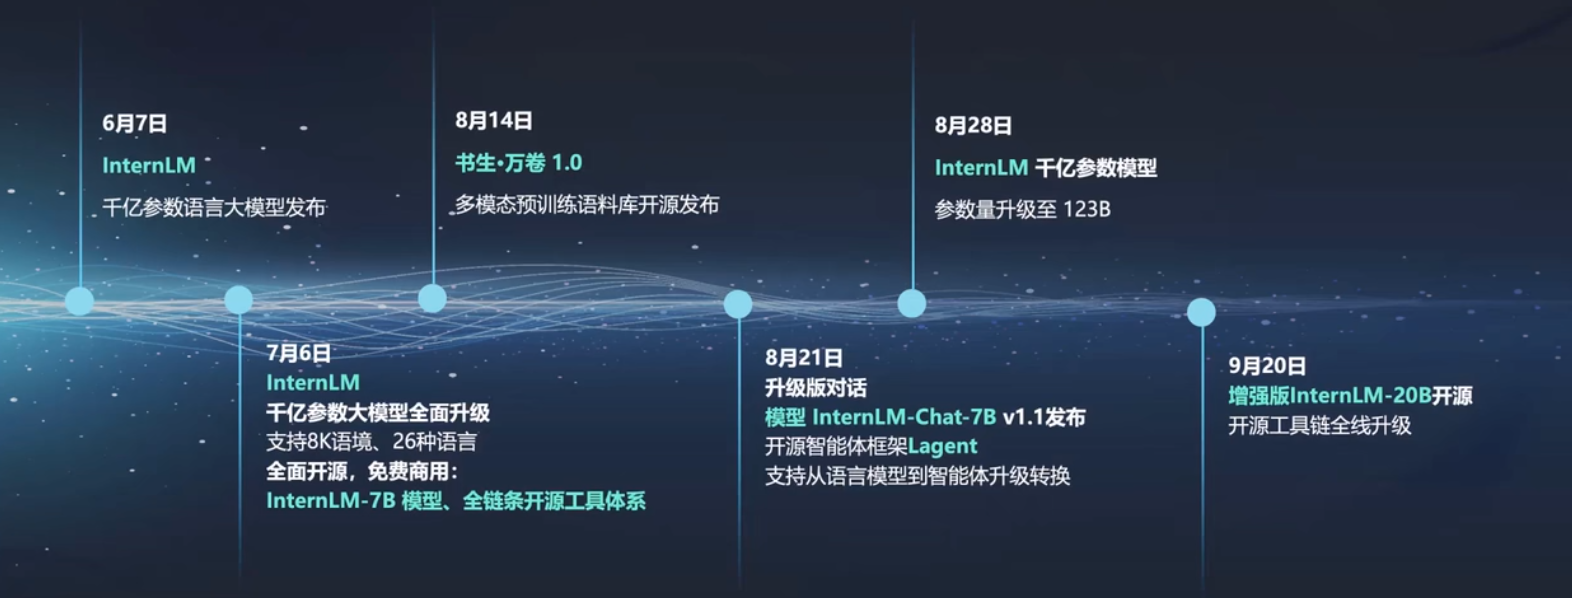 6月7日
InternLM
千亿参数语言大模型发布
7月6日
InternLM
千亿参数大模型全面升级
支持8K语境、26种语言
全面开源，免费商用：
InternLM-7B 模型、全链条开源工具体系
8月14日
书生·万卷 1.0
多模态预训练语料库开源发布
8月21日
升级版对话
模型 InternLM-Chat-7B v1.1发布
开源智能体框架Lagent
支持从语言模型到智能体升级转换
8月28日
InternLM 千亿参数模型
参数量升级至 123B
9月20日
增强版InternLM-20B开源
开源工具链全线升级